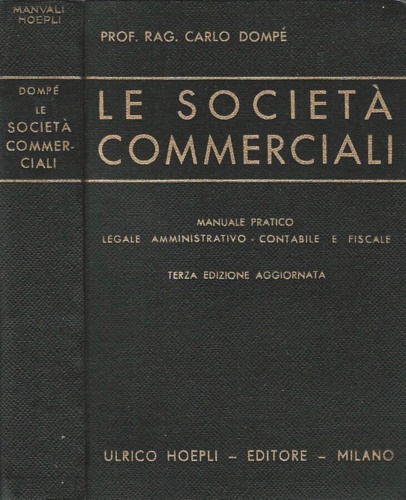 MANVALI
HOEPLI
DOMPÉ
LE
SOCIETÀ
COMMER-
CIALI
PROF. RAG. CARLO DOMPÉ
LE SOCIETÀ
COMMERCIALI
MANUALE PRATICO
LEGALE AMMINISTRATIVO - CONTABILE E FISCALE
TERZA EDIZIONE AGGIORNATA
ULRICO HOEPLI - EDITORE - MILANO